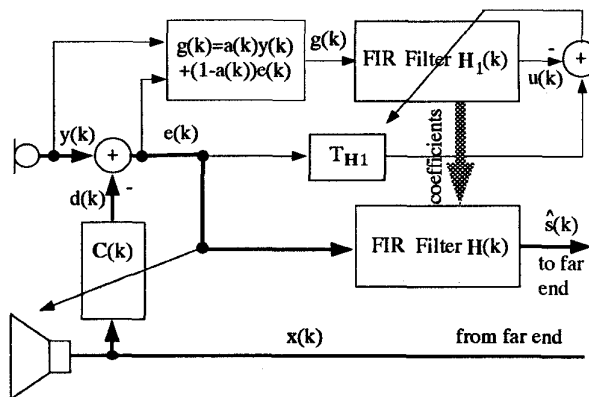 g(k)=a(k)y(k)
+(1-a(k))e(k)
g(k)
FIR Filter H₁(k)
-
+
u(k)
y(k)
e(k)
+
T_H1
coefficients
d(k)
-
C(k)
FIR Filter H(k)
ŝ(k)
to far
end
x(k)
from far end